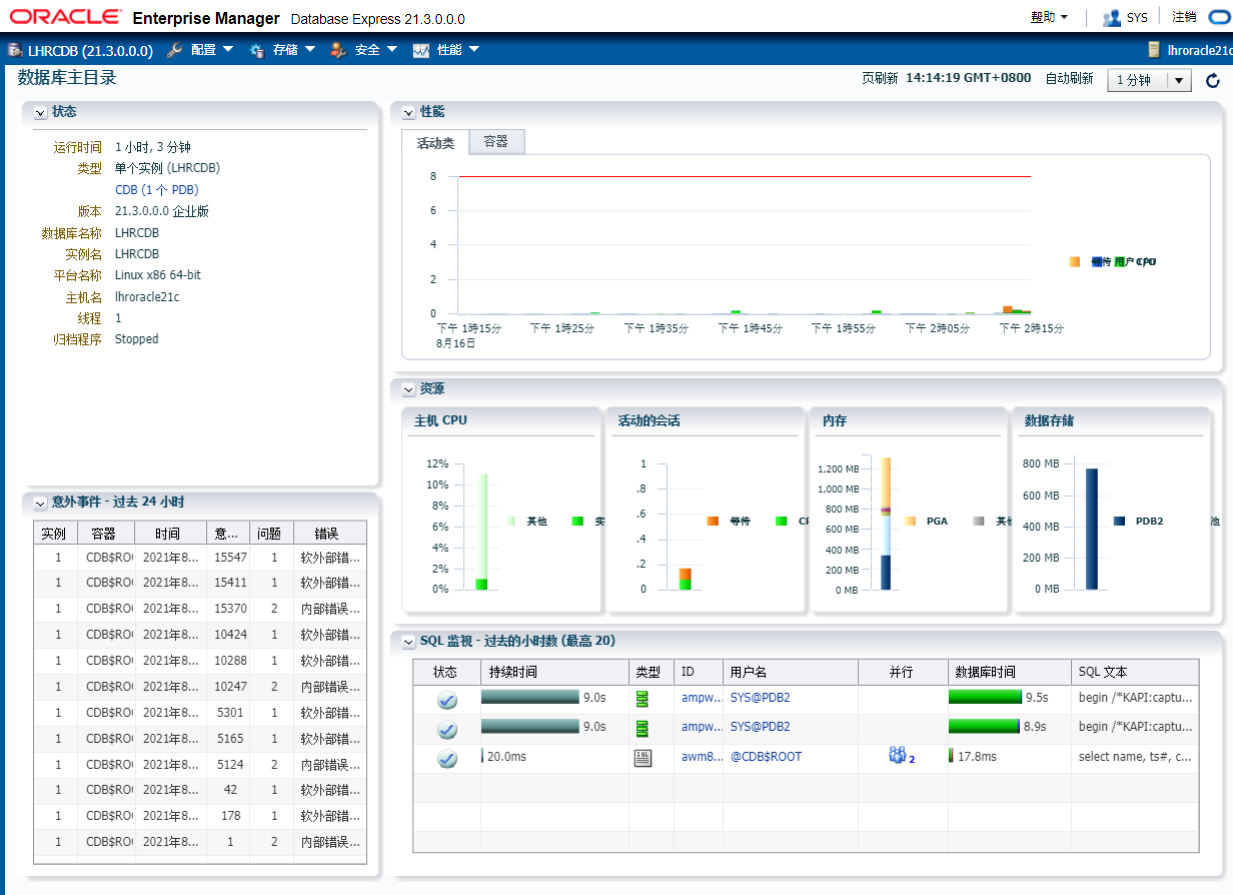 ORACLE Enterprise Manager Database Express 21.3.0.0.0 帮助 SYS 注销
LHRCDB (21.3.0.0.0) 配置 存储 安全 性能 lhroracle21c
数据库主目录 页刷新 14:14:19 GMT+0800 自动刷新 1 分钟
状态
运行时间 1 小时, 3 分钟
类型 单个实例 (LHRCDB)
CDB (1 个 PDB)
版本 21.3.0.0.0 企业版
数据库名称 LHRCDB
实例名 LHRCDB
平台名称 Linux x86 64-bit
主机名 lhroracle21c
线程 1
归档程序 Stopped
性能
活动类 容器
8
6
4
2
0
下午 1時15分 下午 1時25分 下午 1時35分 下午 1時45分 下午 1時55分 下午 2時05分 下午 2時15分
8月16日
等待 用户 CPU
资源
主机 CPU
12%
10%
8%
6%
4%
2%
0%
其他 实
活动的会话
1
.8
.6
.4
.2
0
等待 CP
内存
1,200 MB
1,000 MB
800 MB
600 MB
400 MB
200 MB
0 MB
PGA 其他 池
数据存储
800 MB
600 MB
400 MB
200 MB
0 MB
PDB2
意外事件 - 过去 24 小时
实例 容器 时间 意... 问题 错误
1 CDB$RO 2021年8... 15547 1 软外部错...
1 CDB$RO 2021年8... 15411 1 软外部错...
1 CDB$RO 2021年8... 15370 2 内部错误...
1 CDB$RO 2021年8... 10424 1 软外部错...
1 CDB$RO 2021年8... 10288 1 软外部错...
1 CDB$RO 2021年8... 10247 2 内部错误...
1 CDB$RO 2021年8... 5301 1 软外部错...
1 CDB$RO 2021年8... 5165 1 软外部错...
1 CDB$RO 2021年8... 5124 2 内部错误...
1 CDB$RO 2021年8... 42 1 软外部错...
1 CDB$RO 2021年8... 178 1 软外部错...
1 CDB$RO 2021年8... 1 2 内部错误...
SQL 监视 - 过去的小时数 (最高 20)
状态 持续时间 类型 ID 用户名 并行 数据库时间 SQL 文本
9.0s ampw... SYS@PDB2 9.5s begin /*KAPI:captu...
9.0s ampw... SYS@PDB2 8.9s begin /*KAPI:captu...
20.0ms awm8... @CDB$ROOT 2 17.8ms select name, ts#, c...